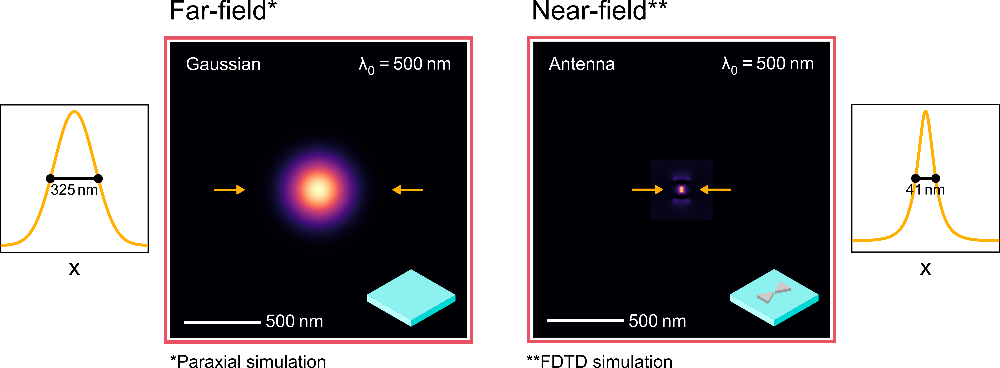 Far-field*
Near-field**
Gaussian
λ₀ = 500 nm
Antenna
λ₀ = 500 nm
325 nm
41 nm
x
x
500 nm
500 nm
*Paraxial simulation
**FDTD simulation